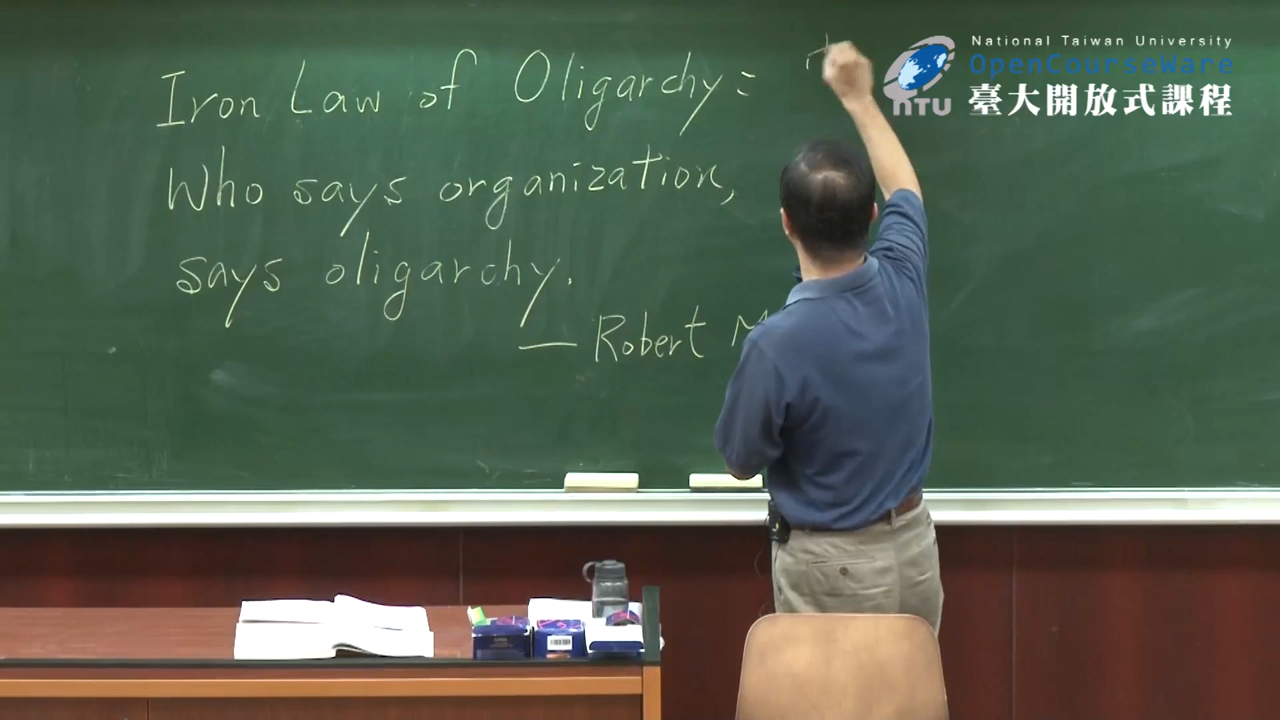 Iron Law of Oligarchy:
Who says organization,
says oligarchy.
— Robert
National Taiwan University
OpenCourseWare
NTU 臺大開放式課程